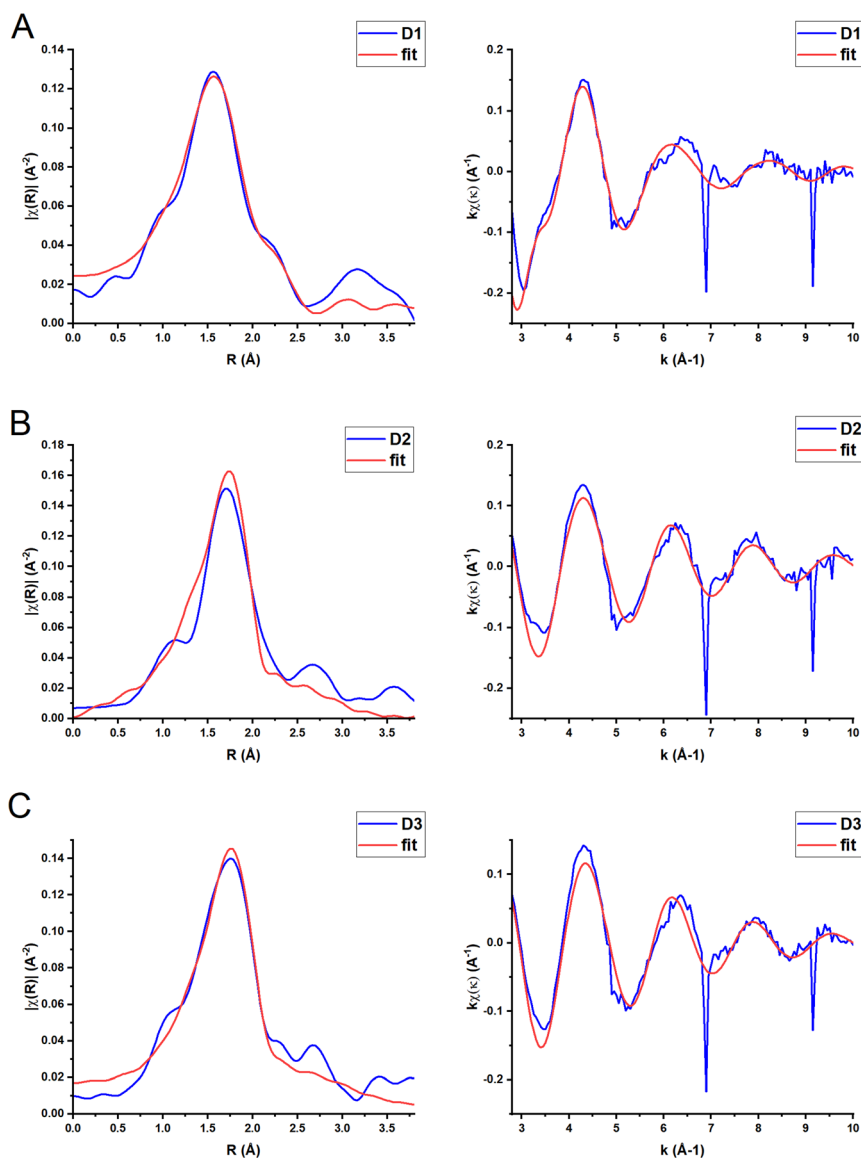 A
D1
fit
|χ(R)| (A-2)
0.14
0.12
0.10
0.08
0.06
0.04
0.02
0.00
0.0 0.5 1.0 1.5 2.0 2.5 3.0 3.5
R (Å)
D1
fit
kχ(κ) (A-1)
0.2
0.1
0.0
-0.1
-0.2
3 4 5 6 7 8 9 10
k (Å-1)
B
D2
fit
|χ(R)| (A-2)
0.18
0.16
0.14
0.12
0.10
0.08
0.06
0.04
0.02
0.00
0.0 0.5 1.0 1.5 2.0 2.5 3.0 3.5
R (Å)
D2
fit
kχ(κ) (A-1)
0.2
0.1
0.0
-0.1
-0.2
3 4 5 6 7 8 9 10
k (Å-1)
C
D3
fit
|χ(R)| (A-2)
0.14
0.12
0.10
0.08
0.06
0.04
0.02
0.00
0.0 0.5 1.0 1.5 2.0 2.5 3.0 3.5
R (Å)
D3
fit
kχ(κ) (A-1)
0.1
0.0
-0.1
-0.2
3 4 5 6 7 8 9 10
k (Å-1)